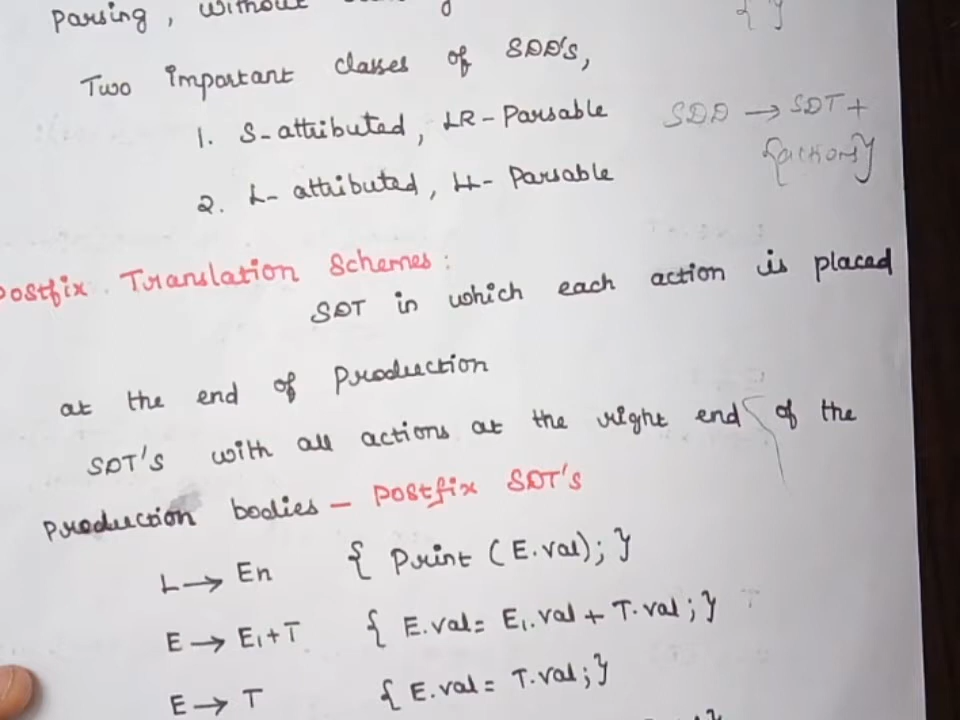 Parsing, without
{ }
Two important classes of SDD's,
1. S-attributed, LR-Parsable
SDD → SDT +
{actions}
2. L-attributed, LL-Parsable
Postfix Translation Schemes:
SDT in which each action is placed
at the end of production
SDT'S with all actions at the right end of the
production bodies - Postfix SDT's
L → En { Print (E.val); }
E → E₁+T { E.val = E₁.val + T.val; }
E → T { E.val = T.val; }